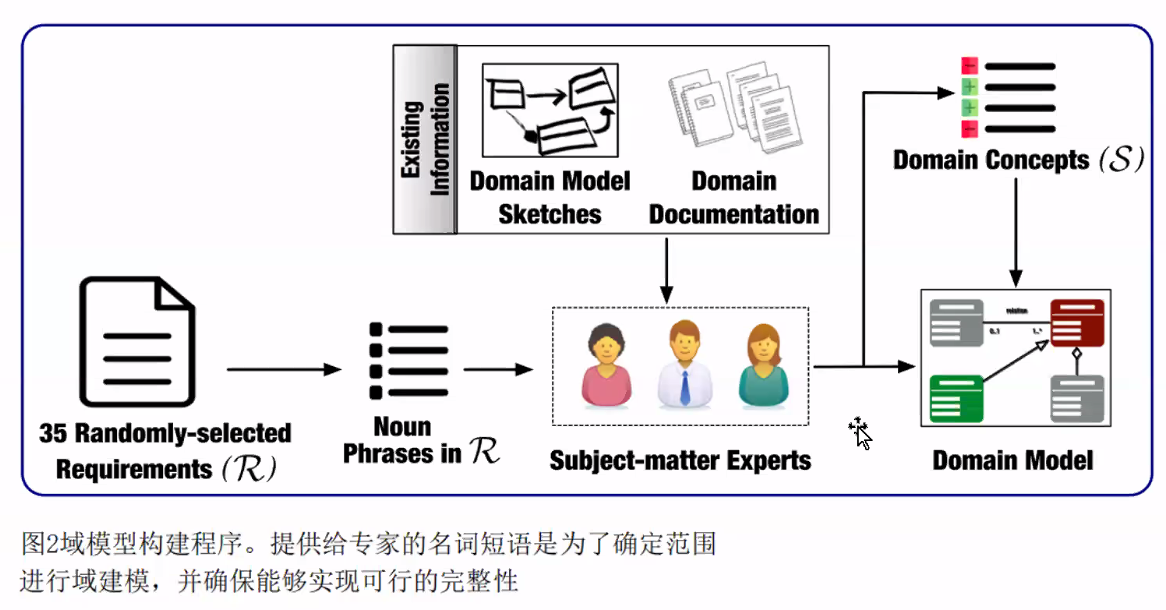 Existing
Information
Domain Model
Sketches
Domain
Documentation
Domain Concepts (S)
35 Randomly-selected
Requirements (R)
Noun
Phrases in R
Subject-matter Experts
relation
0..1
1..*
Domain Model
图2域模型构建程序。提供给专家的名词短语是为了确定范围
进行域建模，并确保能够实现可行的完整性